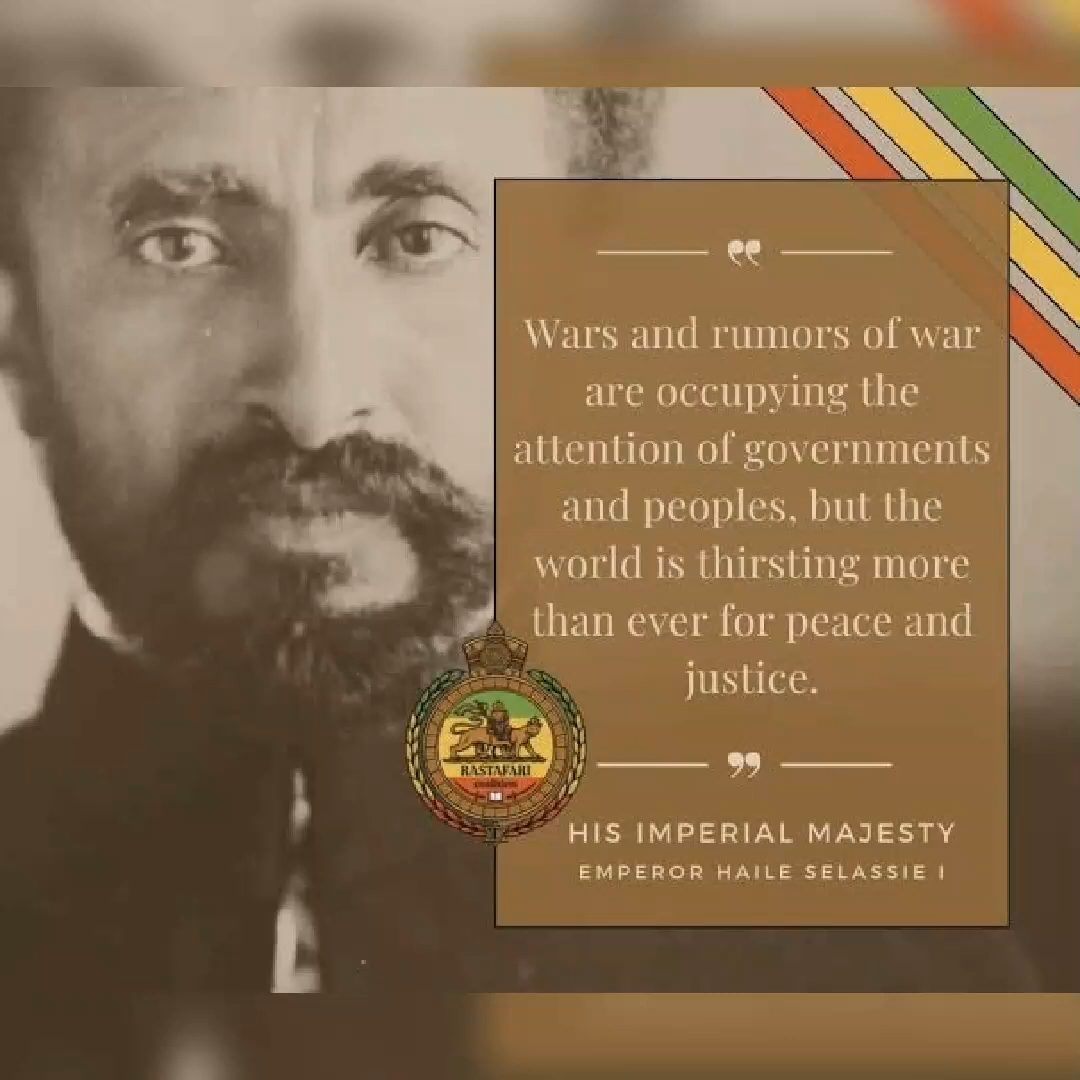 ❝
Wars and rumors of war
are occupying the
attention of governments
and peoples, but the
world is thirsting more
than ever for peace and
justice.
❞
RASTAFARI
coalition
HIS IMPERIAL MAJESTY
EMPEROR HAILE SELASSIE I